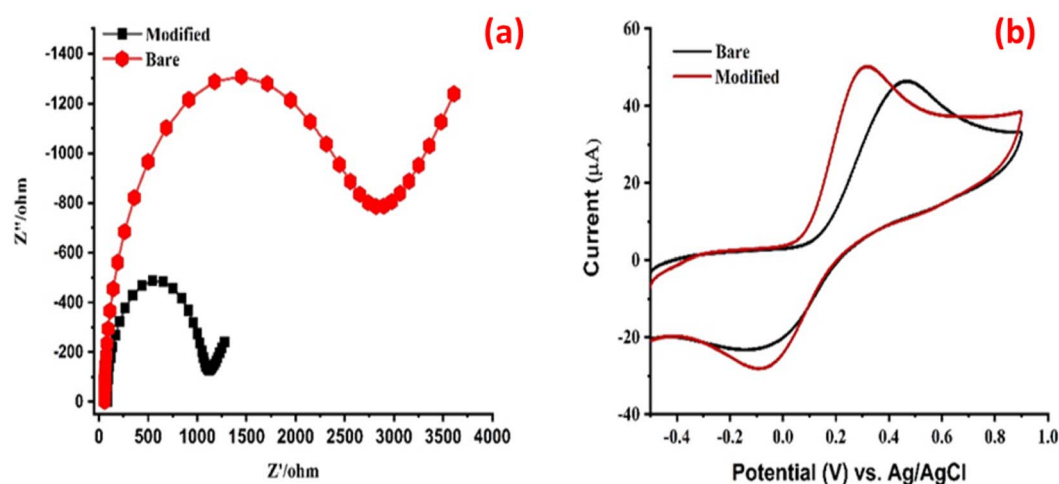 (a)
Modified
Bare
-1400
-1200
-1000
-800
-600
-400
-200
0
Z''/ohm
0 500 1000 1500 2000 2500 3000 3500 4000
Z'/ohm
(b)
Bare
Modified
60
40
20
0
-20
-40
Current (μA)
-0.4 -0.2 0.0 0.2 0.4 0.6 0.8 1.0
Potential (V) vs. Ag/AgCl